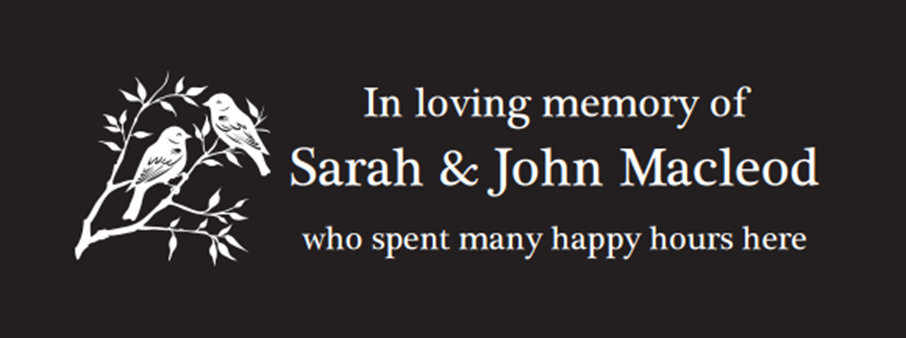 In loving memory of
Sarah & John Macleod
who spent many happy hours here